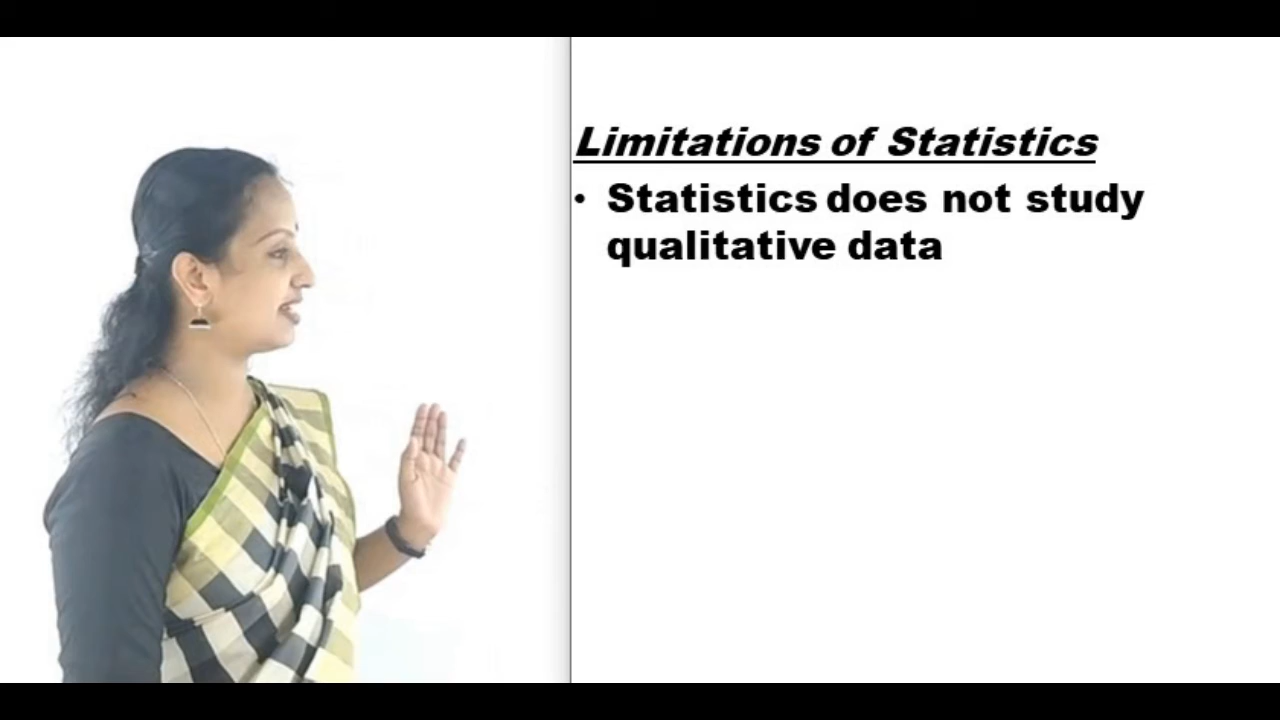 Limitations of Statistics
• Statistics does not study
qualitative data